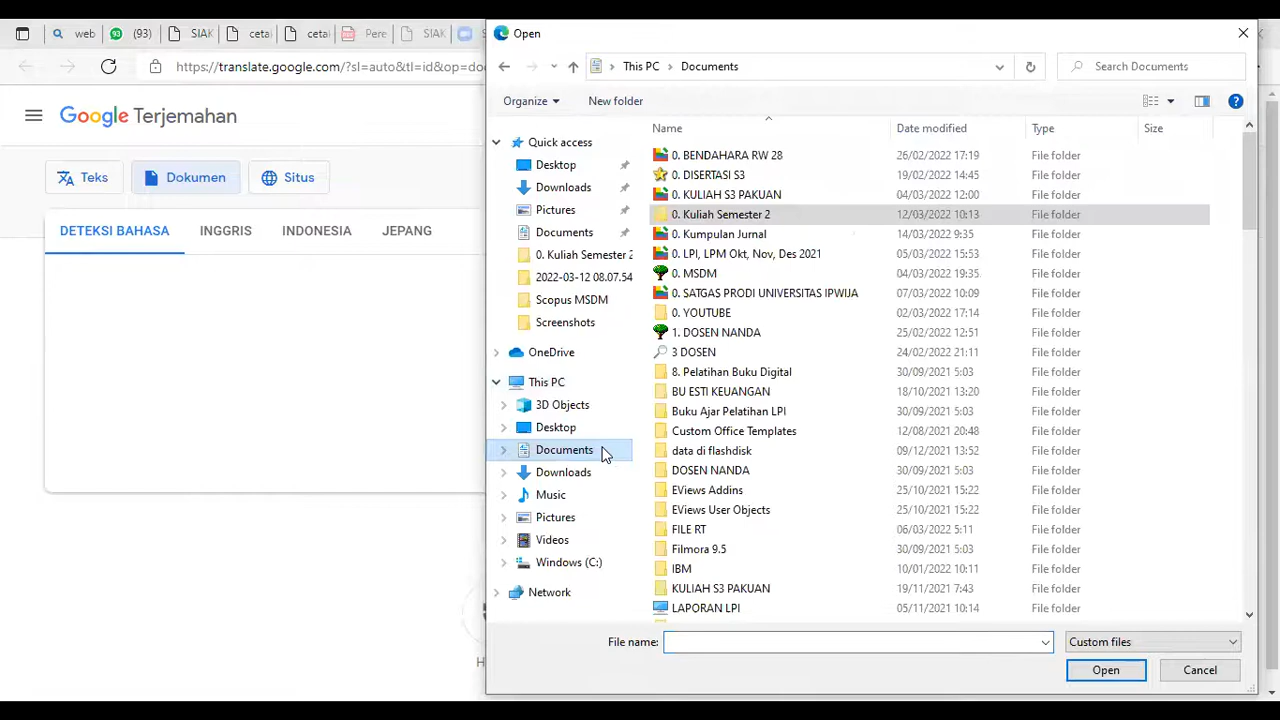 web
(93)
SIAK
cetal
cetal
Pere
SIAK
https://translate.google.com/?sl=auto&tl=id&op=do
Google Terjemahan
Teks
Dokumen
Situs
DETEKSI BAHASA
INGGRIS
INDONESIA
JEPANG
Open
This PC > Documents
Search Documents
Organize
New folder
Name
Date modified
Type
Size
Quick access
Desktop
Downloads
Pictures
Documents
0. Kuliah Semester 2
2022-03-12 08.07.54
Scopus MSDM
Screenshots
OneDrive
This PC
3D Objects
Desktop
Documents
Downloads
Music
Pictures
Videos
Windows (C:)
Network
0. BENDAHARA RW 28 26/02/2022 17:19 File folder
0. DISERTASI S3 19/02/2022 14:45 File folder
0. KULIAH S3 PAKUAN 04/03/2022 12:00 File folder
0. Kuliah Semester 2 12/03/2022 10:13 File folder
0. Kumpulan Jurnal 14/03/2022 9:35 File folder
0. LPI, LPM Okt, Nov, Des 2021 05/03/2022 15:53 File folder
0. MSDM 04/03/2022 19:35 File folder
0. SATGAS PRODI UNIVERSITAS IPWIJA 07/03/2022 10:09 File folder
0. YOUTUBE 02/03/2022 17:14 File folder
1. DOSEN NANDA 25/02/2022 12:51 File folder
3 DOSEN 24/02/2022 21:11 File folder
8. Pelatihan Buku Digital 30/09/2021 5:03 File folder
BU ESTI KEUANGAN 18/10/2021 13:20 File folder
Buku Ajar Pelatihan LPI 30/09/2021 5:03 File folder
Custom Office Templates 12/08/2021 20:48 File folder
data di flashdisk 09/12/2021 13:52 File folder
DOSEN NANDA 30/09/2021 5:03 File folder
EViews Addins 25/10/2021 15:22 File folder
EViews User Objects 25/10/2021 15:22 File folder
FILE RT 06/03/2022 5:11 File folder
Filmora 9.5 30/09/2021 5:03 File folder
IBM 10/01/2022 10:11 File folder
KULIAH S3 PAKUAN 19/11/2021 7:43 File folder
LAPORAN LPI 05/11/2021 10:14 File folder
File name:
Custom files
Open
Cancel